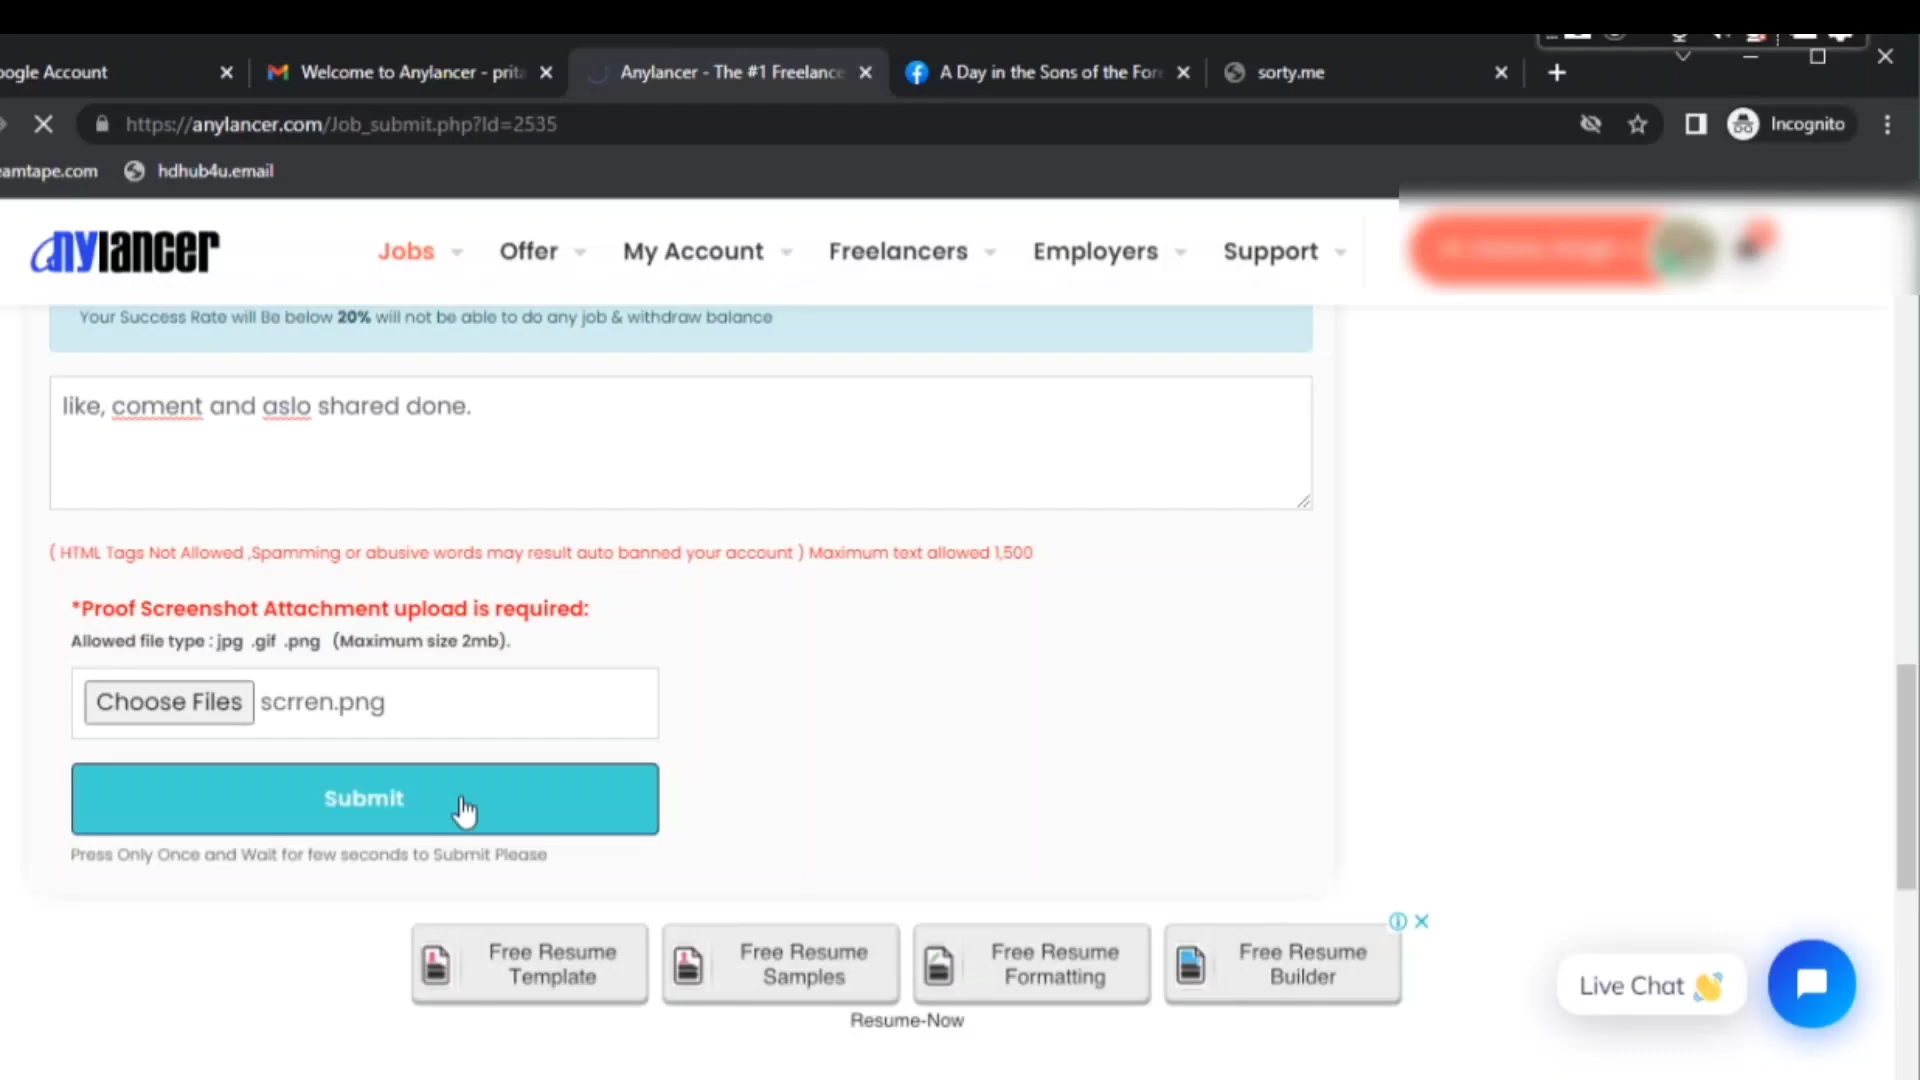 oogle Account
Welcome to Anylancer - prita
Anylancer - The #1 Freelance
A Day in the Sons of the For
sorty.me
https://anylancer.com/Job_submit.php?Id=2535
Incognito
eamtape.com
hdhub4u.email
anylancer
Jobs
Offer
My Account
Freelancers
Employers
Support
Your Success Rate will Be below 20% will not be able to do any job & withdraw balance
like, coment and aslo shared done.
( HTML Tags Not Allowed ,Spamming or abusive words may result auto banned your account ) Maximum text allowed 1,500
*Proof Screenshot Attachment upload is required:
Allowed file type : jpg .gif .png (Maximum size 2mb).
Choose Files scrren.png
Submit
Press Only Once and Wait for few seconds to Submit Please
Free Resume
Template
Free Resume
Samples
Free Resume
Formatting
Free Resume
Builder
Resume-Now
Live Chat 👋